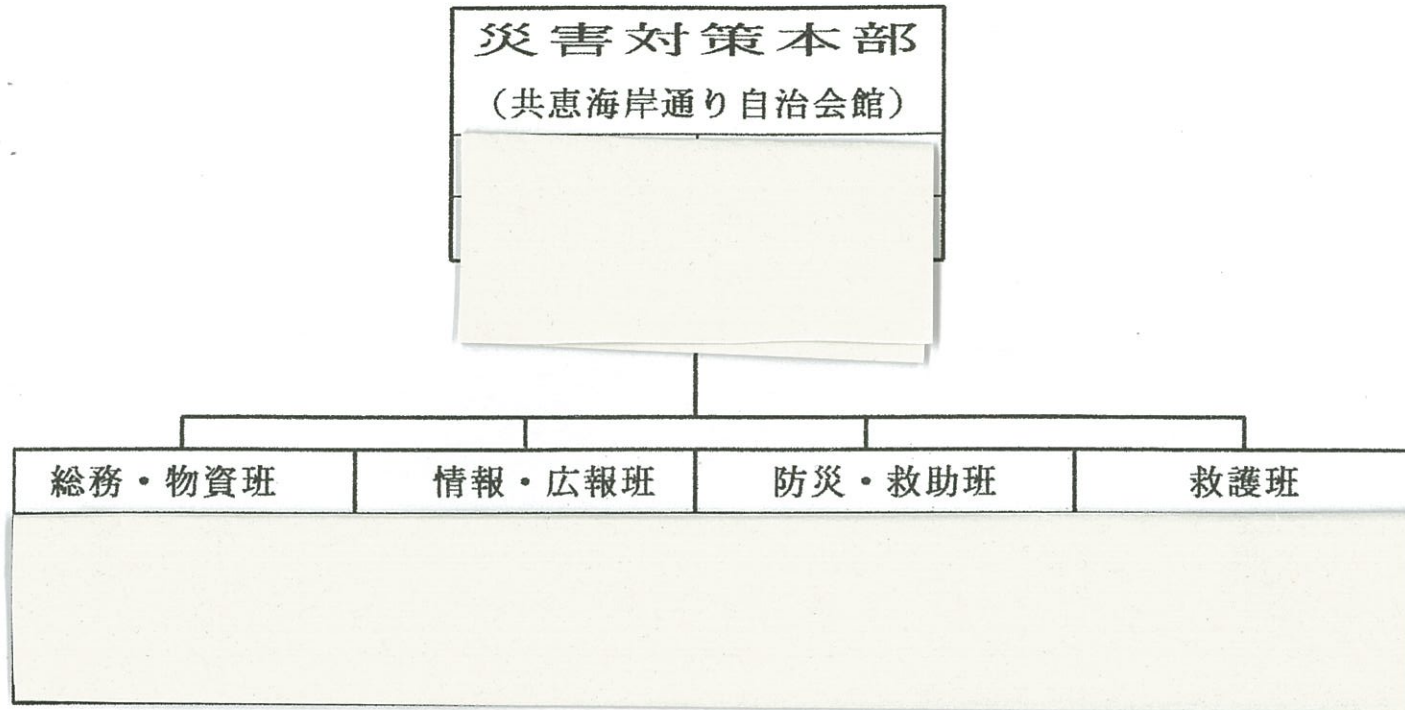 災害対策本部
（共恵海岸通り自治会館）
総務・物資班
情報・広報班
防災・救助班
救護班